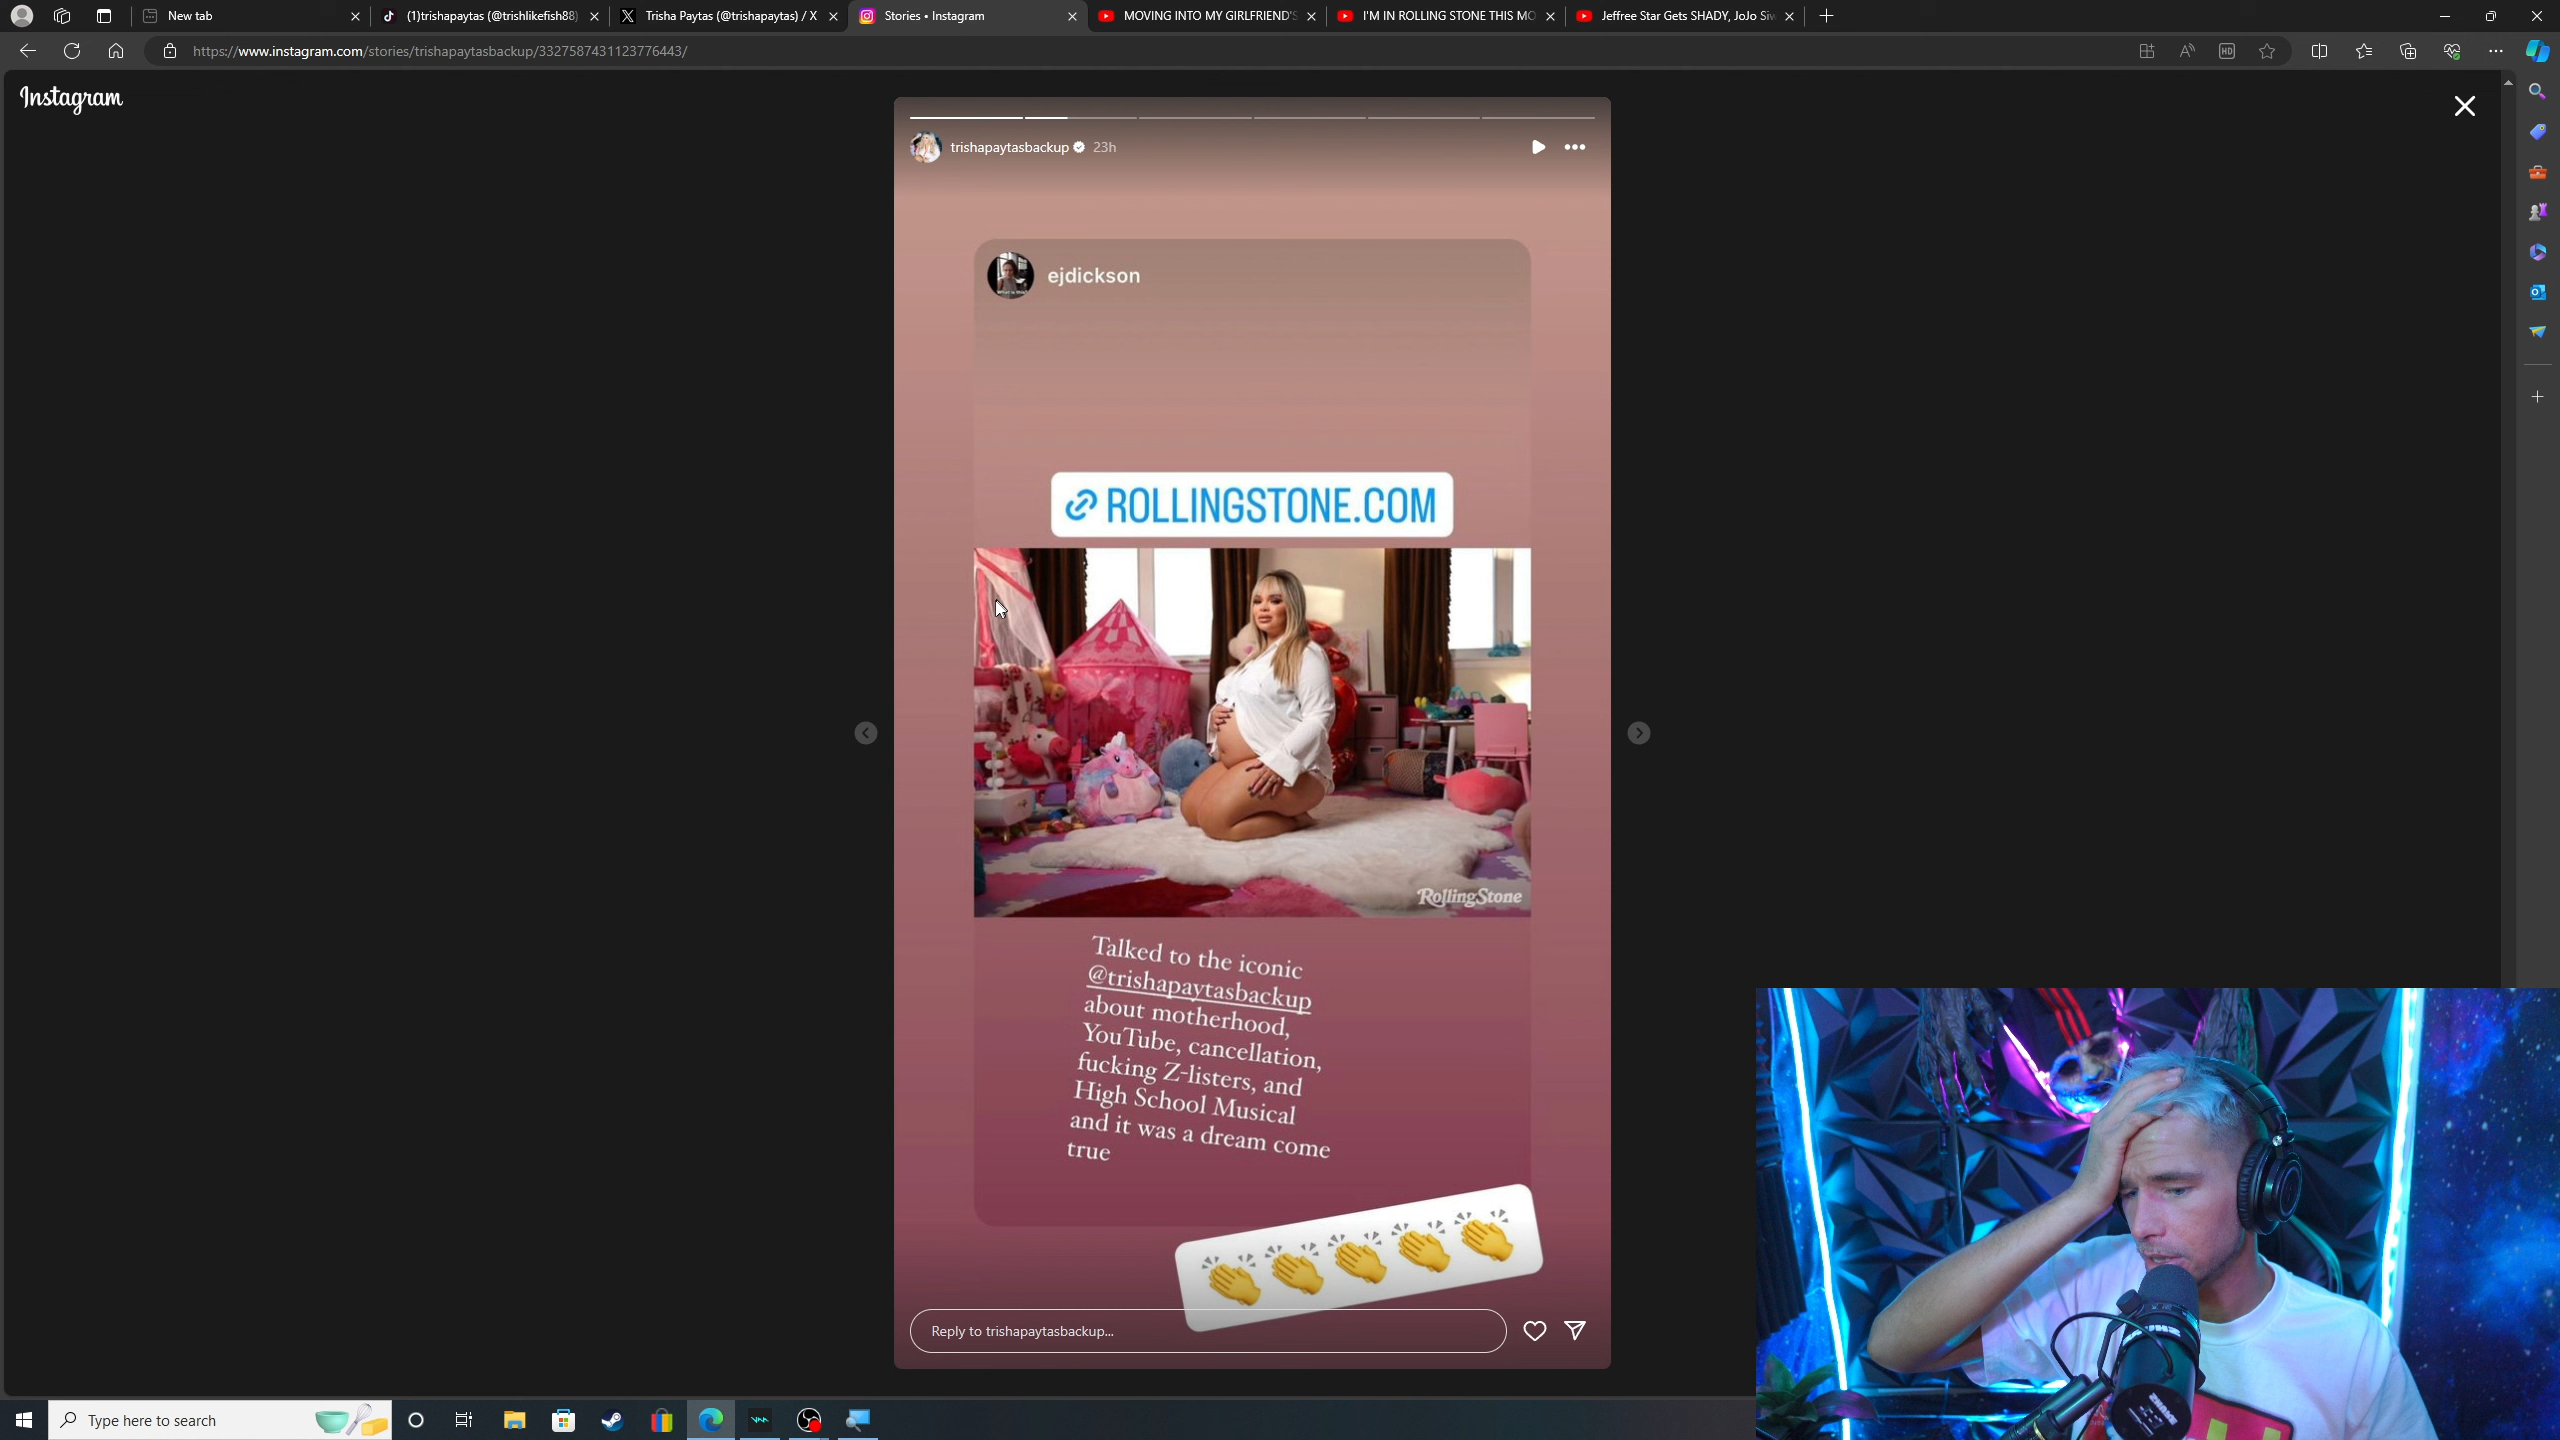 New tab
(1)trishapaytas (@trishlikefish88)
Trisha Paytas (@trishapaytas) / X
Stories • Instagram
MOVING INTO MY GIRLFRIEND'S
I'M IN ROLLING STONE THIS MO
Jeffree Star Gets SHADY, JoJo Siw
https://www.instagram.com/stories/trishapaytasbackup/3327587431123776443/
Instagram
trishapaytasbackup 23h
ejdickson
ROLLINGSTONE.COM
RollingStone
Talked to the iconic
@trishapaytasbackup
about motherhood,
YouTube, cancellation,
fucking Z-listers, and
High School Musical
and it was a dream come
true
Reply to trishapaytasbackup...
Type here to search